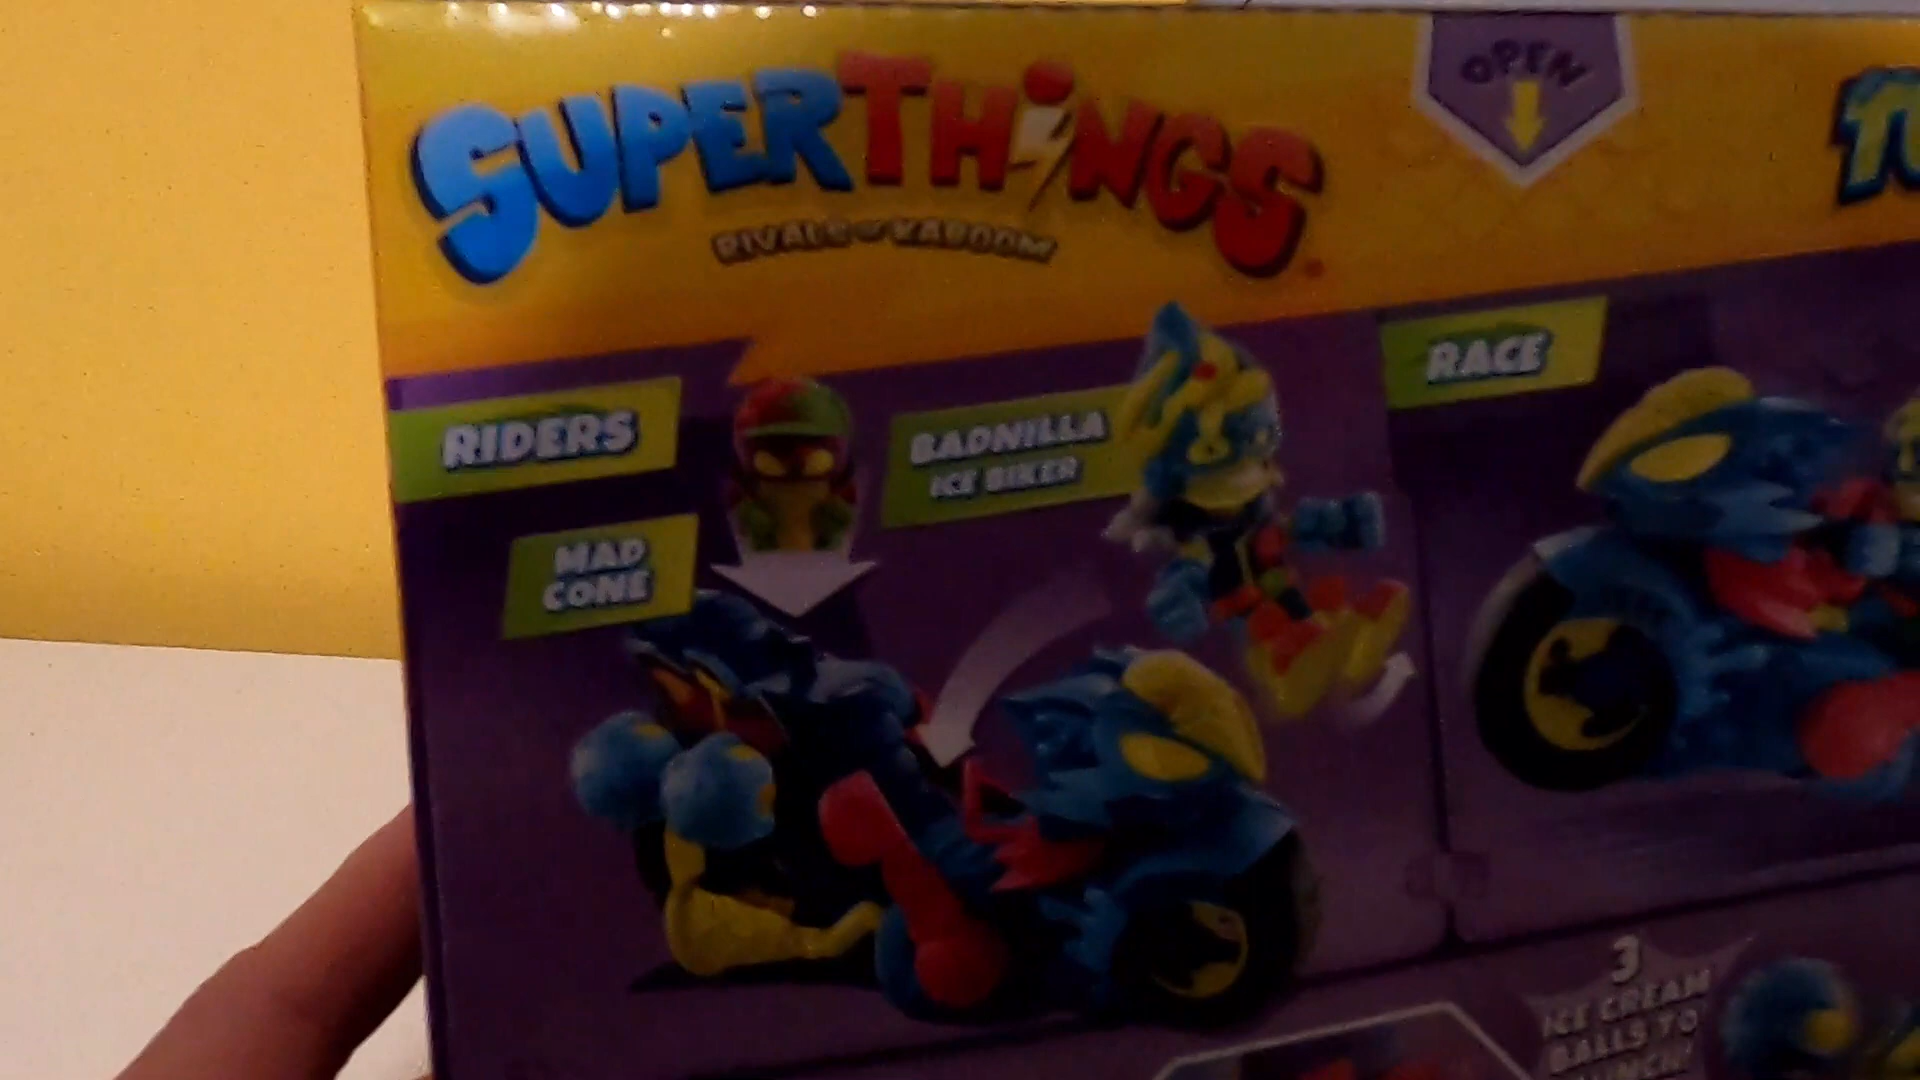 SUPERTHINGS
RIVALS OF KABOOM
OPEN
RIDERS
MAD
CONE
BADNILLA
ICE BIKER
RACE
3
ICE CREAM
BALLS TO